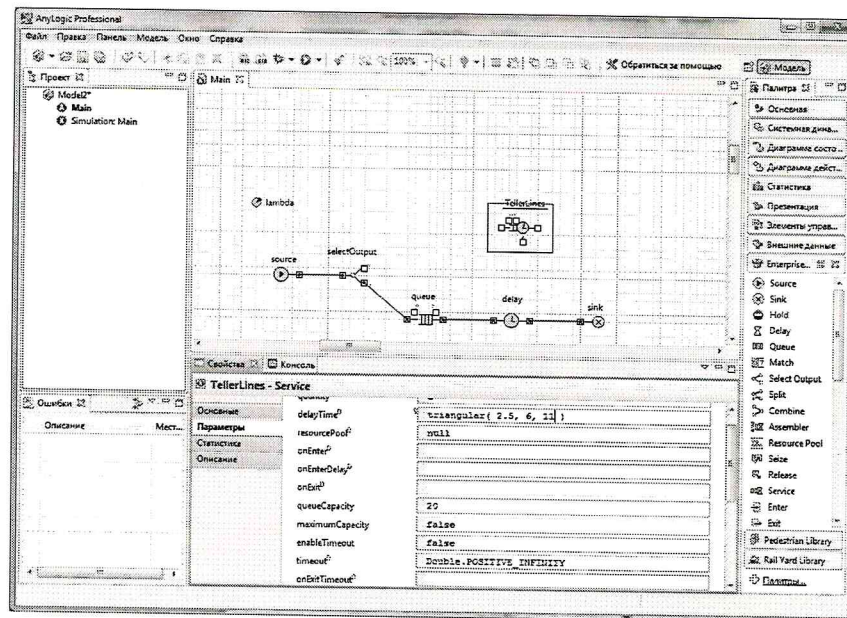 AnyLogic Professional
Файл Правка Панель Модель Окно Справка
100%
Обратиться за помощью
Модель
Проект
Model2*
Main
Simulation: Main
Main
lambda
TellerLines
source
selectOutput
queue
delay
sink
Палитра
Основная
Системная дина...
Диаграмма состо...
Диаграмма дейст...
Статистика
Презентация
Элементы управ...
Внешние данные
Enterprise...
Source
Sink
Hold
Delay
Queue
Match
Select Output
Split
Combine
Assembler
Resource Pool
Seize
Release
Service
Enter
Exit
Pedestrian Library
Rail Yard Library
Палитры...
Ошибки
Описание Мест...
Свойства Консоль
TellerLines - Service
Основные
Параметры
Статистика
Описание
quantity
delayTime triangular( 2.5, 6, 11 )
resourcePool null
onEnter
onEnterDelay
onExit
queueCapacity 20
maximumCapacity false
enableTimeout false
timeout Double.POSITIVE_INFINITY
onExitTimeout